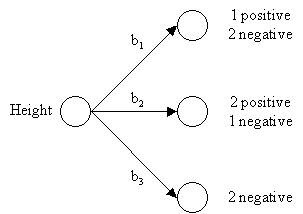 1 positive
2 negative
b1
Height
b2
2 positive
1 negative
b3
2 negative